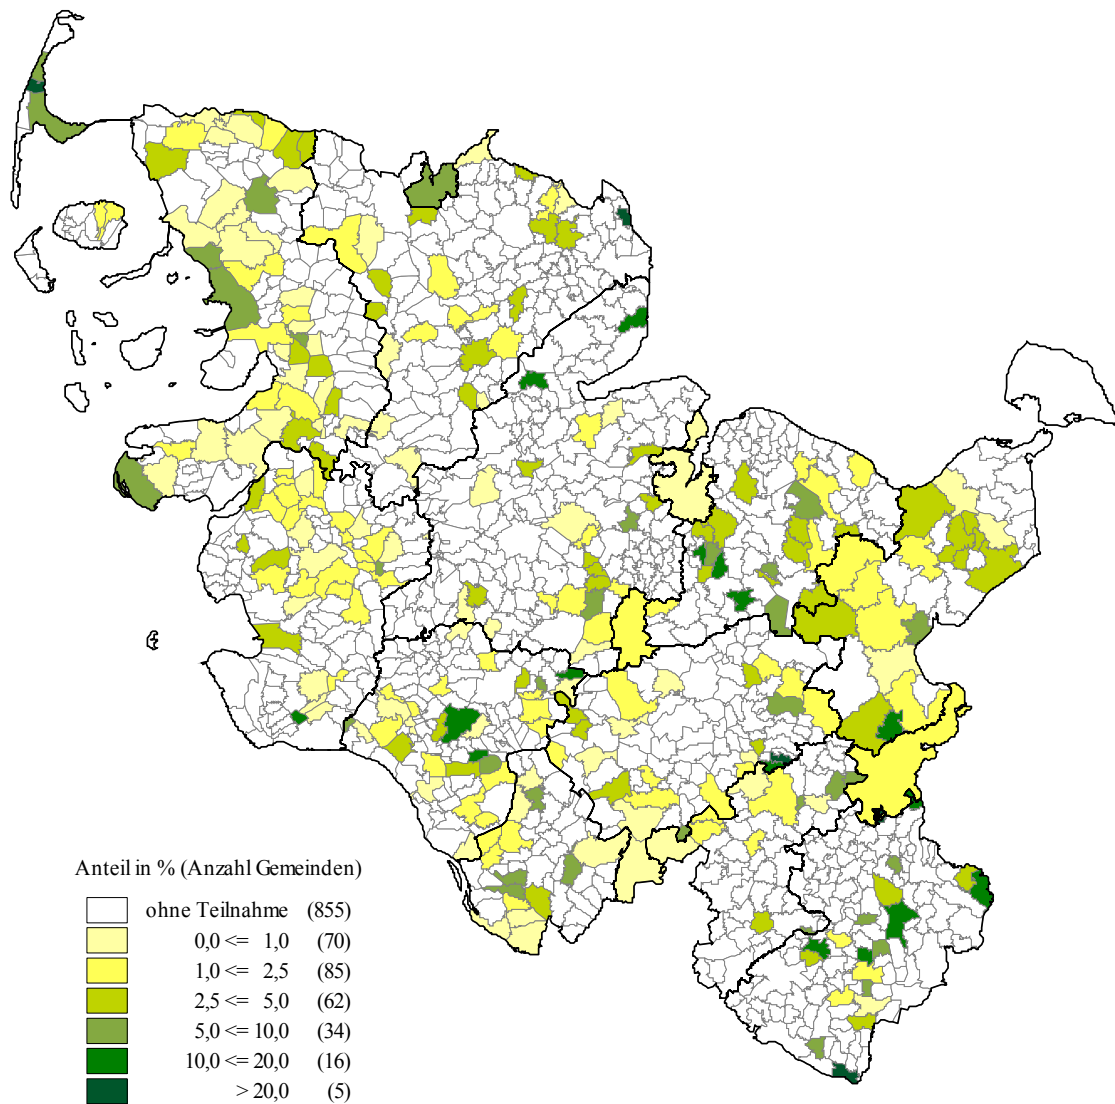 Anteil in % (Anzahl Gemeinden)
ohne Teilnahme (855)
0,0 <= 1,0 (70)
1,0 <= 2,5 (85)
2,5 <= 5,0 (62)
5,0 <= 10,0 (34)
10,0 <= 20,0 (16)
> 20,0 (5)